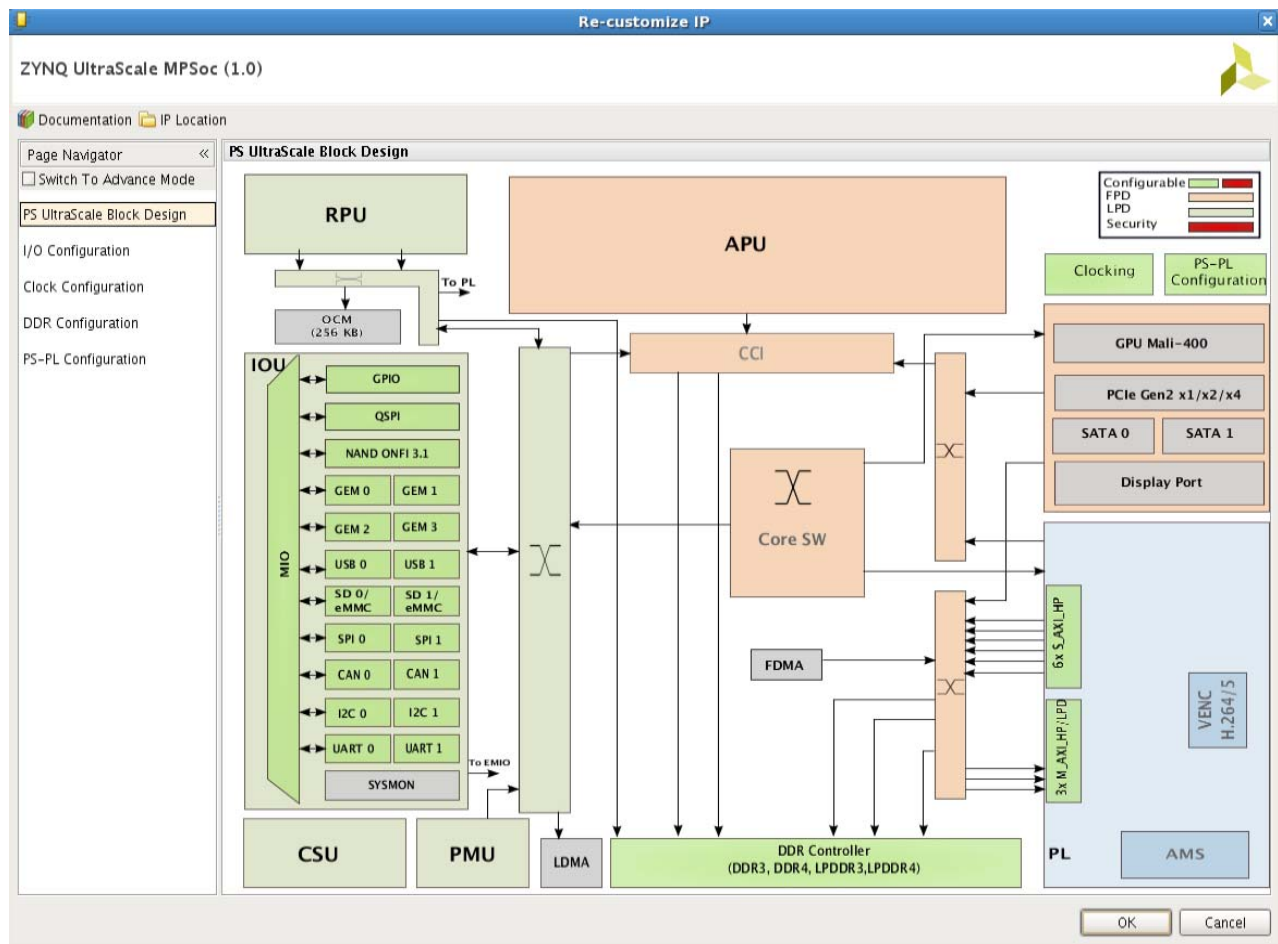 Re-customize IP
ZYNQ UltraScale MPSoc (1.0)
Documentation
IP Location
Page Navigator
«
Switch To Advance Mode
PS UltraScale Block Design
I/O Configuration
Clock Configuration
DDR Configuration
PS-PL Configuration
PS UltraScale Block Design
Configurable
FPD
LPD
Security
RPU
APU
Clocking
PS-PL
Configuration
To PL
OCM
(256 KB)
CCI
GPU Mali-400
PCIe Gen2 x1/x2/x4
SATA 0
SATA 1
Display Port
IOU
MIO
GPIO
QSPI
NAND ONFI 3.1
GEM 0
GEM 1
GEM 2
GEM 3
USB 0
USB 1
SD 0/
eMMC
SD 1/
eMMC
SPI 0
SPI 1
CAN 0
CAN 1
I2C 0
I2C 1
UART 0
UART 1
SYSMON
To EMIO
Core SW
FDMA
6x S_AXI_HP
3x M_AXI_HP/LPD
VENC
H.264/5
CSU
PMU
LDMA
DDR Controller
(DDR3, DDR4, LPDDR3,LPDDR4)
PL
AMS
OK
Cancel